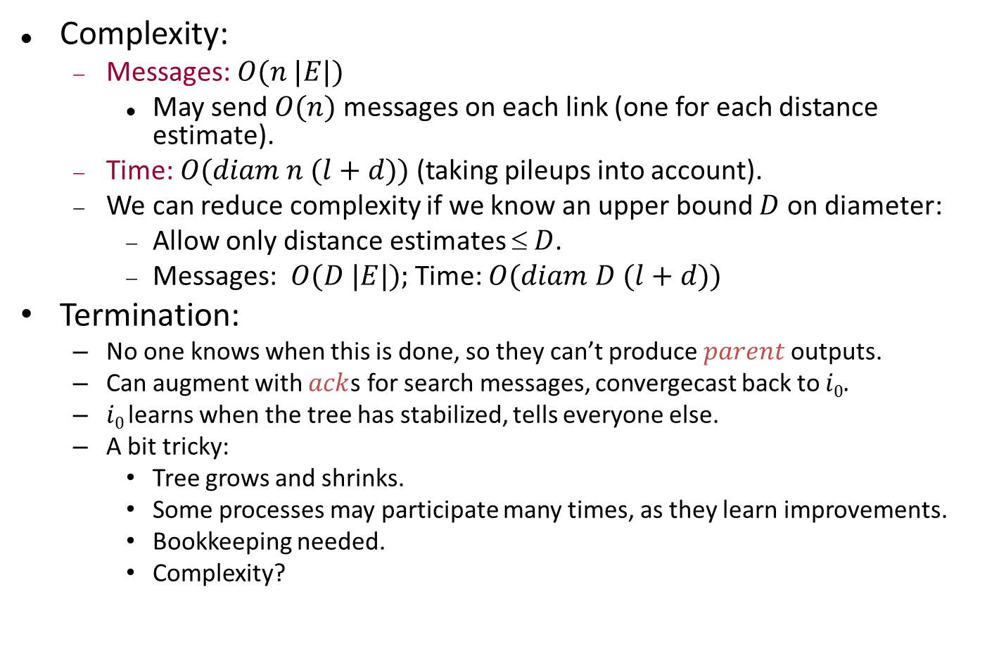 • Complexity:
– Messages: O(n |E|)
• May send O(n) messages on each link (one for each distance
estimate).
– Time: O(diam n (l + d)) (taking pileups into account).
– We can reduce complexity if we know an upper bound D on diameter:
– Allow only distance estimates ≤ D.
– Messages: O(D |E|); Time: O(diam D (l + d))
• Termination:
– No one knows when this is done, so they can’t produce parent outputs.
– Can augment with acks for search messages, convergecast back to i₀.
– i₀ learns when the tree has stabilized, tells everyone else.
– A bit tricky:
• Tree grows and shrinks.
• Some processes may participate many times, as they learn improvements.
• Bookkeeping needed.
• Complexity?